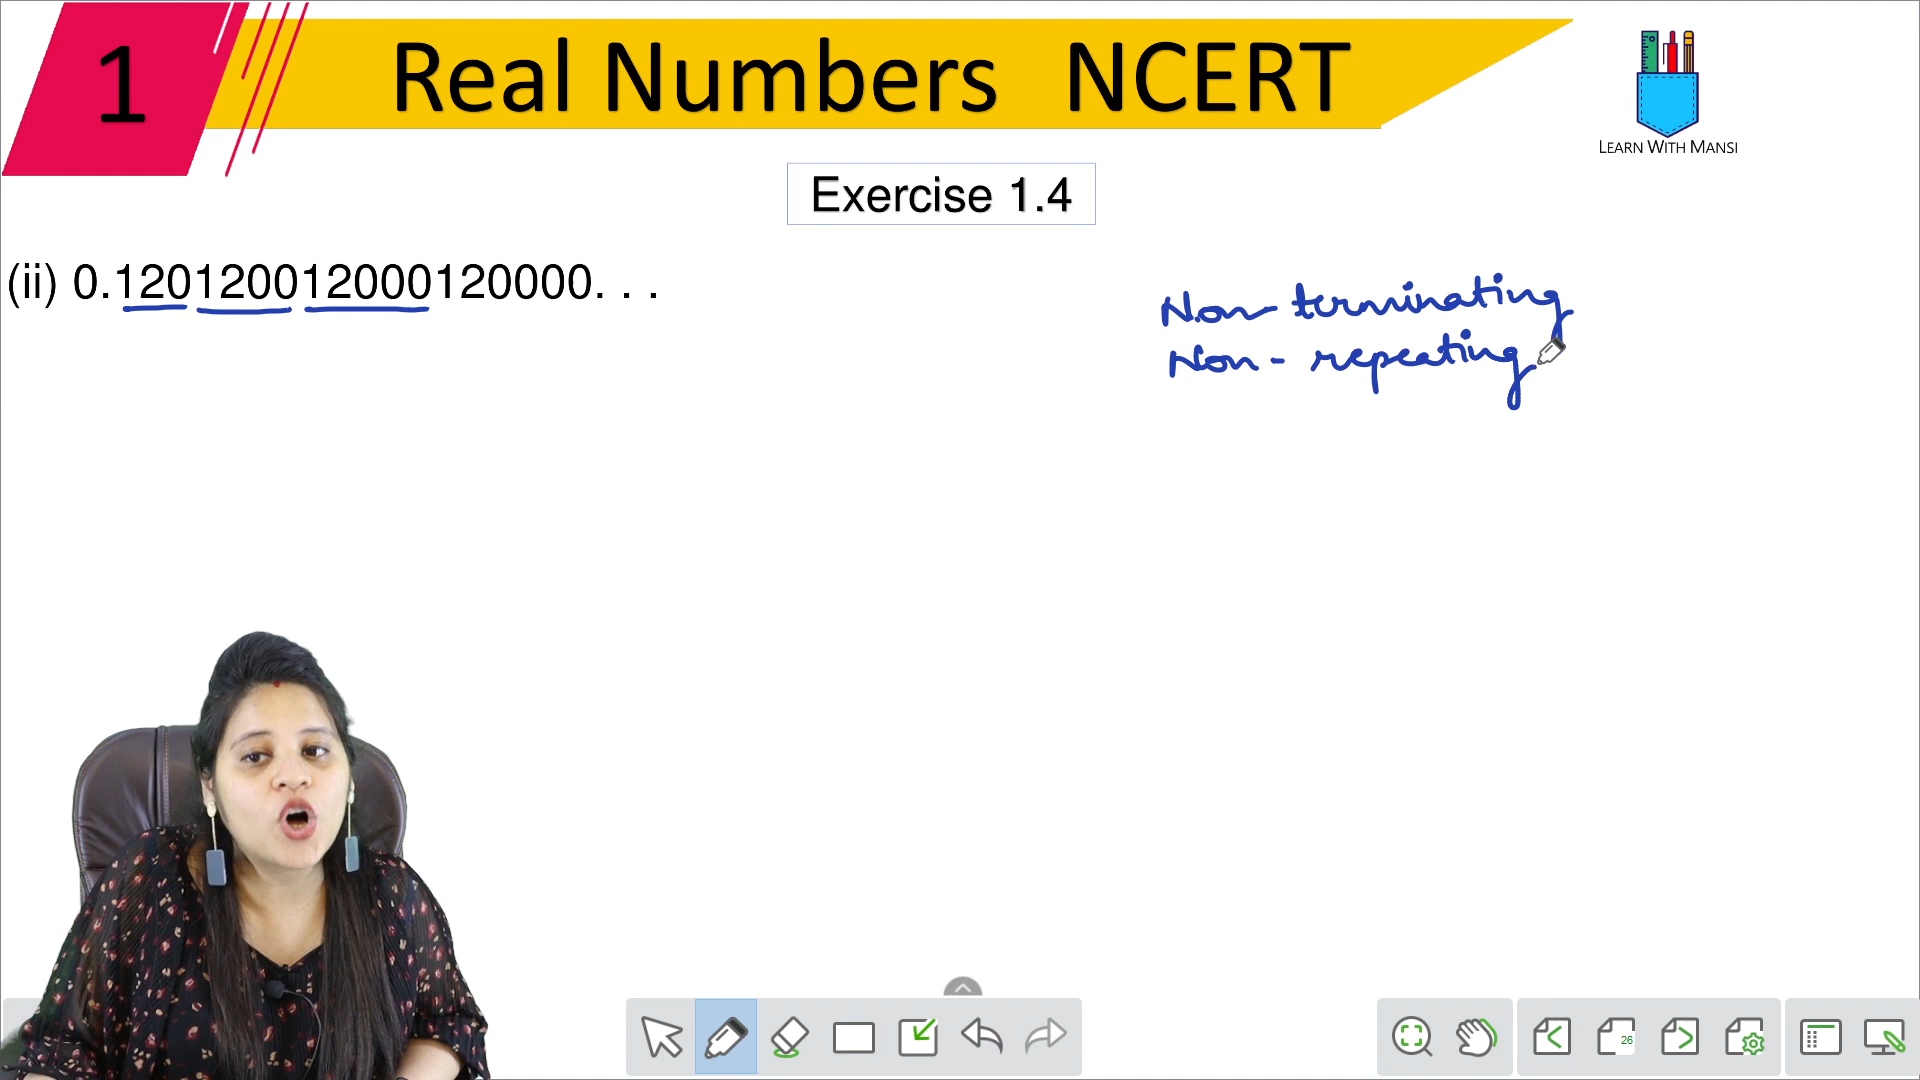 1
Real Numbers NCERT
LEARN WITH MANSI
Exercise 1.4
(ii) 0.120120012000120000. . .
Non-terminating
Non-repeating
26